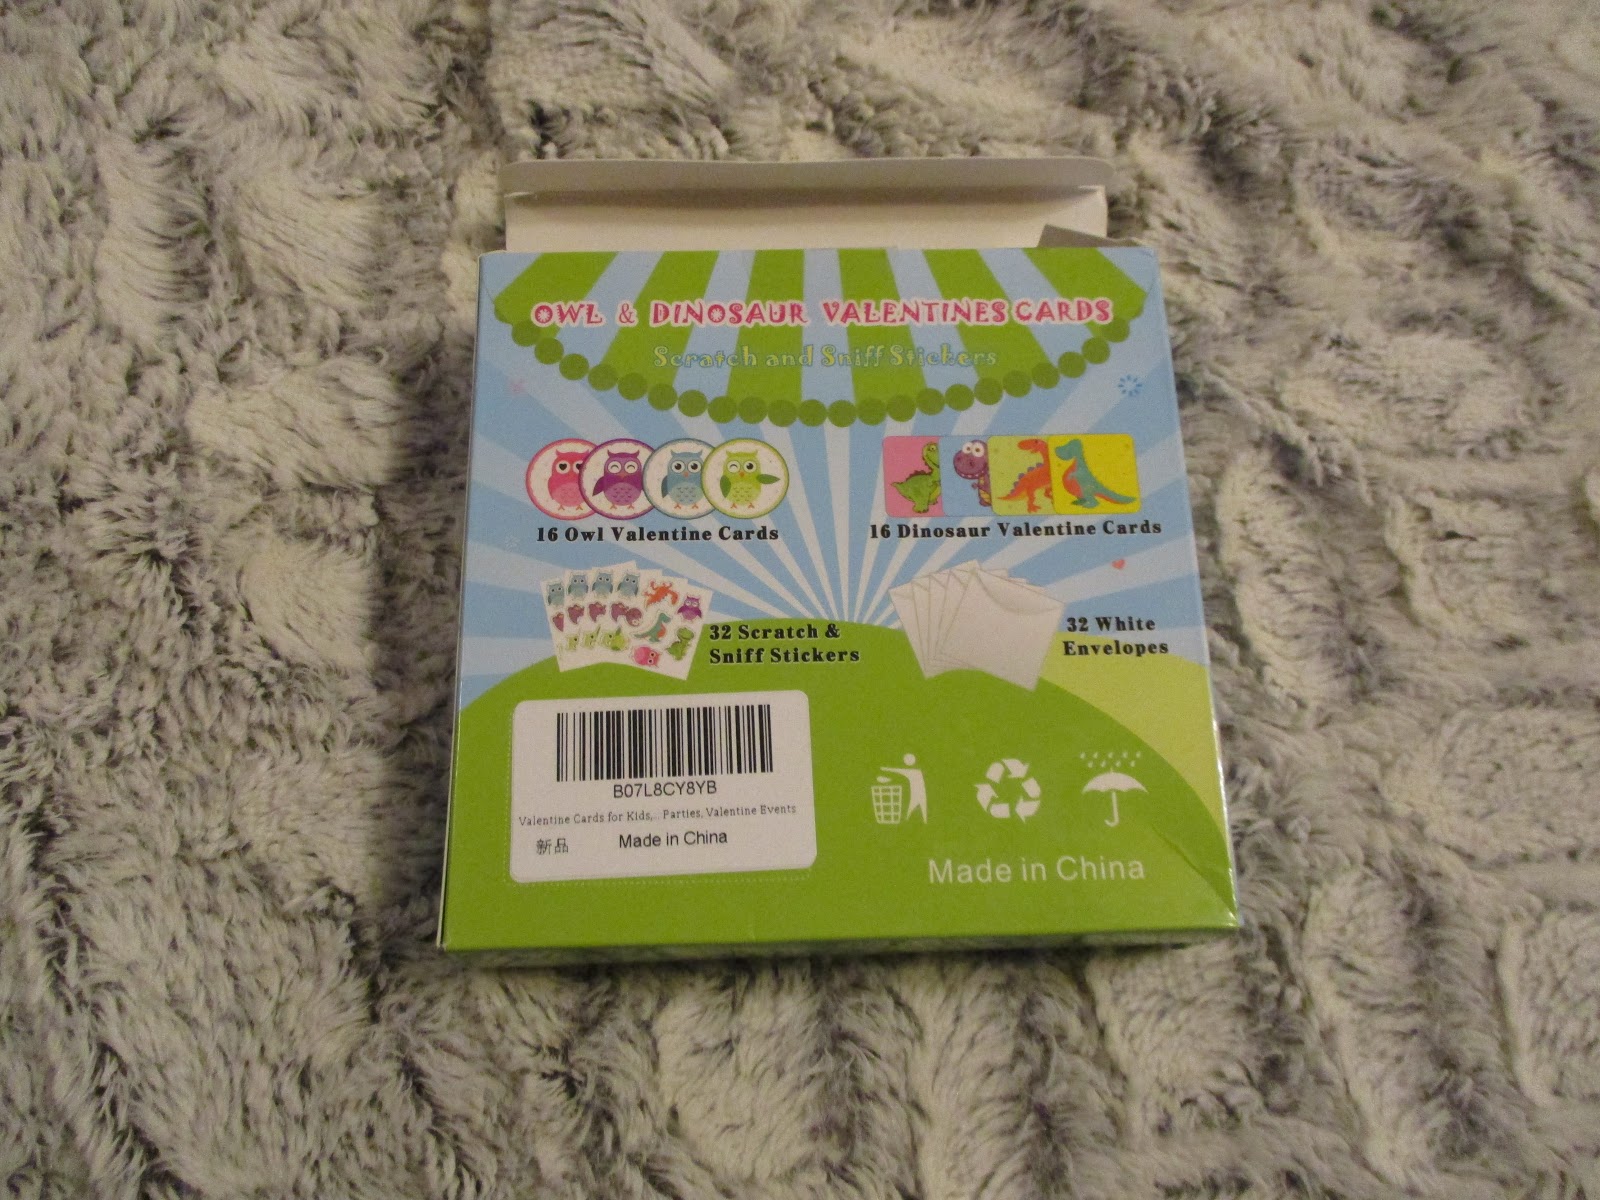 OWL & DINOSAUR VALENTINES CARDS
Scratch and Sniff Stickers
16 Owl Valentine Cards
16 Dinosaur Valentine Cards
32 Scratch &
Sniff Stickers
32 White
Envelopes
B07L8CY8YB
Valentine Cards for Kids,... Parties, Valentine Events
新品 Made in China
Made in China